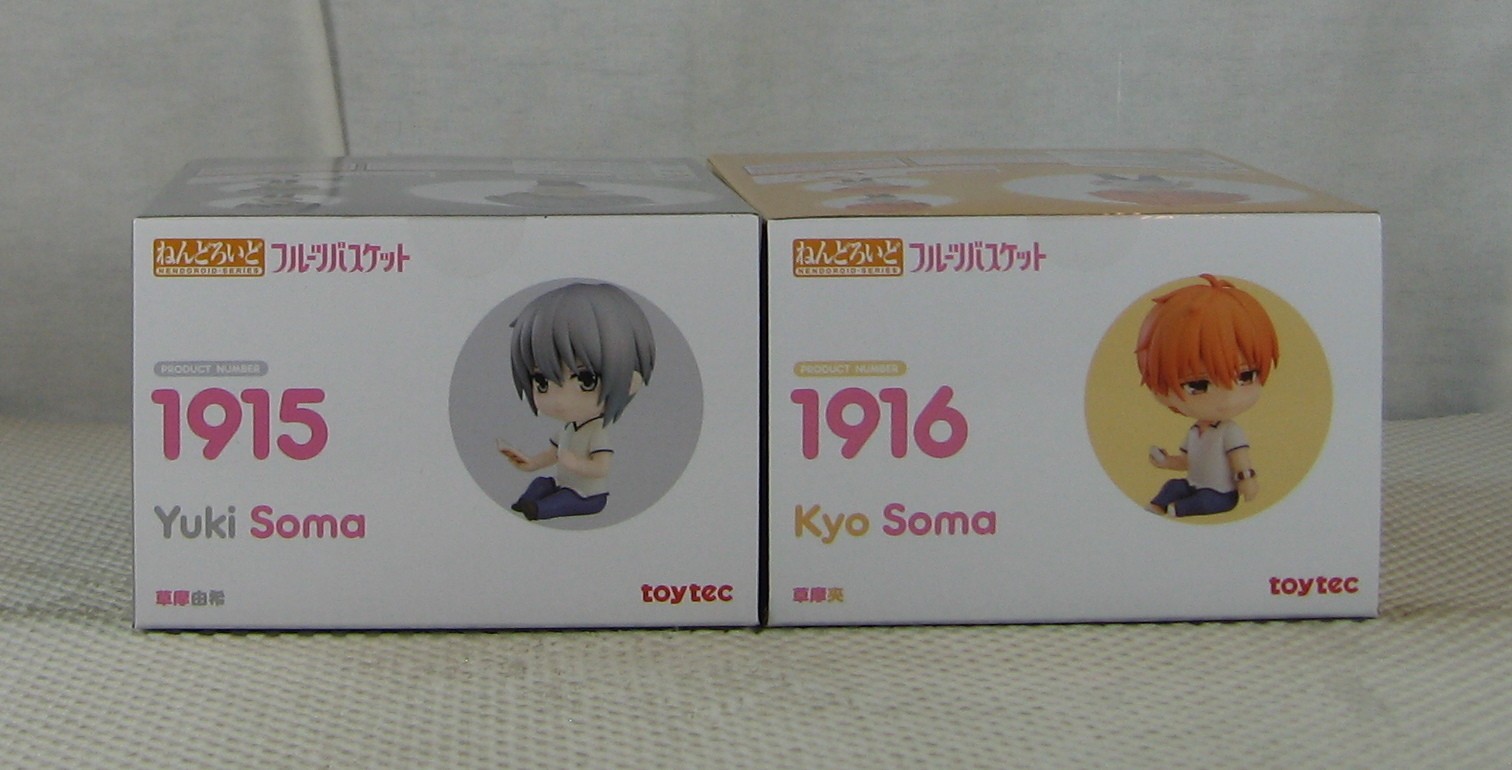 ねんどろいど
NENDOROID-SERIES
フルーツバスケット
PRODUCT NUMBER
1915
Yuki Soma
草摩由希
toytec
ねんどろいど
NENDOROID-SERIES
フルーツバスケット
PRODUCT NUMBER
1916
Kyo Soma
草摩夾
toytec